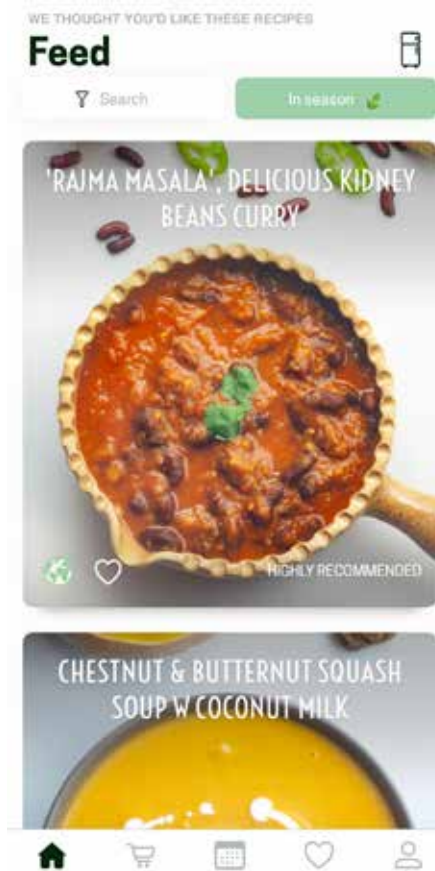 WE THOUGHT YOU'D LIKE THESE RECIPES
Feed
Search
In season
'RAJMA MASALA', DELICIOUS KIDNEY
BEANS CURRY
HIGHLY RECOMMENDED
CHESTNUT & BUTTERNUT SQUASH
SOUP W COCONUT MILK